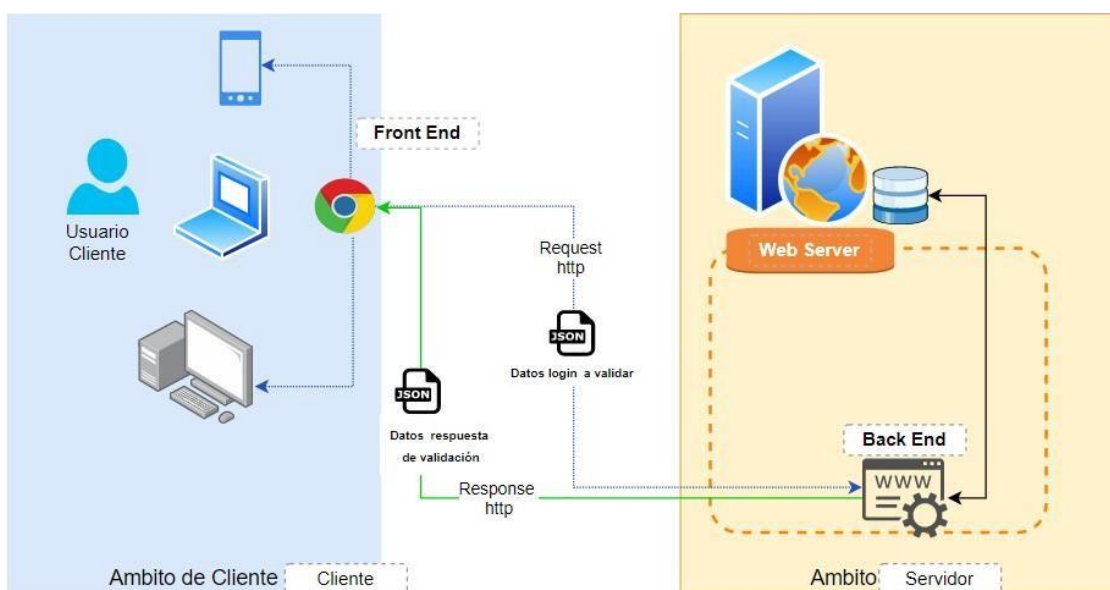 Front End
Usuario
Cliente
Web Server
Request
http
JSON
Datos login a validar
JSON
Datos respuesta
de validación
Back End
WWW
Response
http
Ambito de Cliente
Cliente
Ambito
Servidor